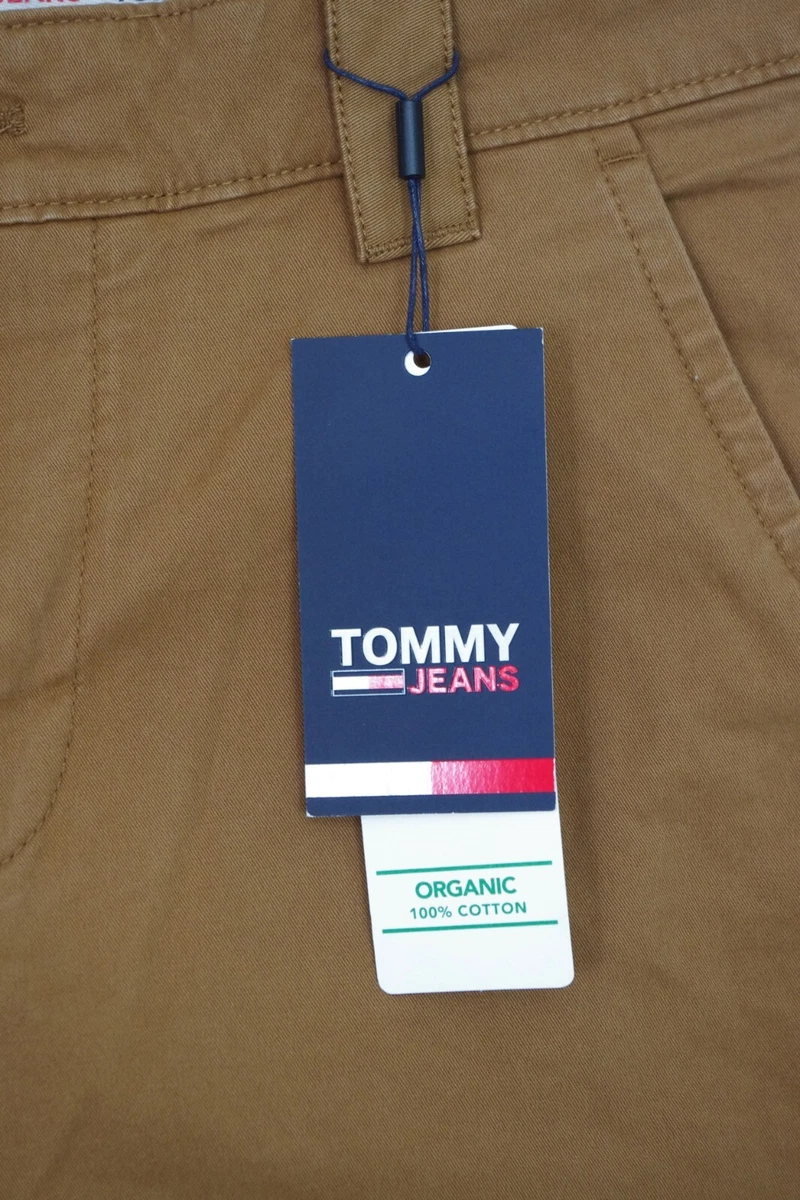 TOMMY
JEANS
ORGANIC
100% COTTON